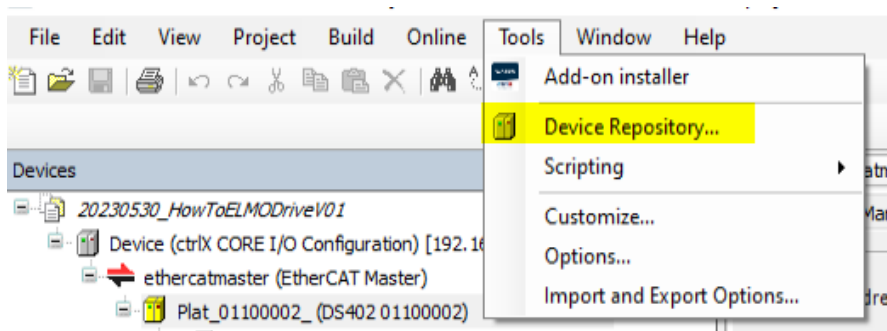 File Edit View Project Build Online Tools Window Help
Add-on installer
Device Repository...
Devices
Scripting
20230530_HowToELMODriveV01
Customize...
Device (ctrlX CORE I/O Configuration) [192.16
Options...
ethercatmaster (EtherCAT Master)
Import and Export Options...
Plat_01100002_ (DS402 01100002)